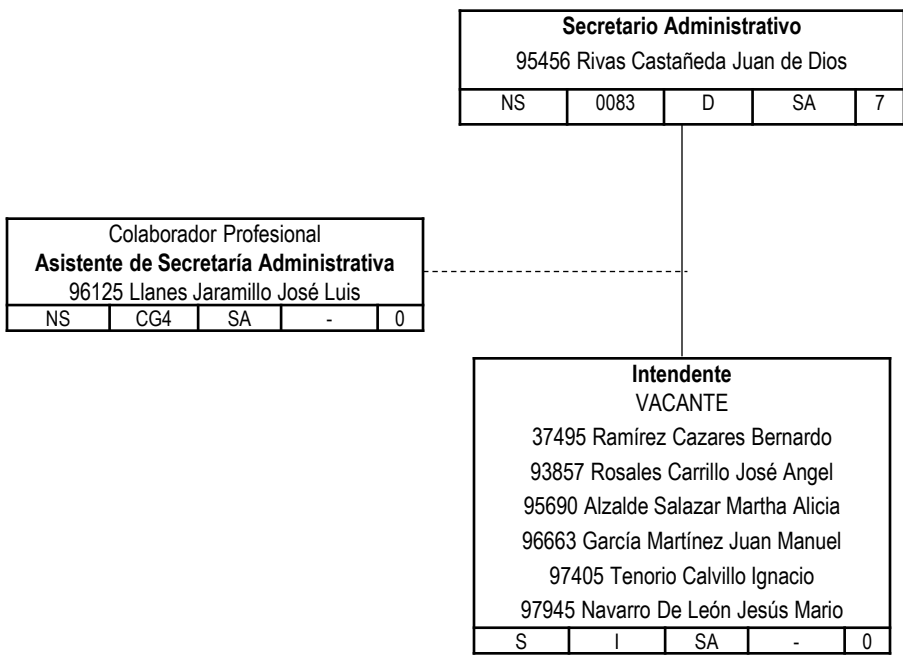 Secretario Administrativo
95456 Rivas Castañeda Juan de Dios
NS 0083 D SA 7
Colaborador Profesional
Asistente de Secretaría Administrativa
96125 Llanes Jaramillo José Luis
NS CG4 SA - 0
Intendente
VACANTE
37495 Ramírez Cazares Bernardo
93857 Rosales Carrillo José Angel
95690 Alzalde Salazar Martha Alicia
96663 García Martínez Juan Manuel
97405 Tenorio Calvillo Ignacio
97945 Navarro De León Jesús Mario
S I SA - 0